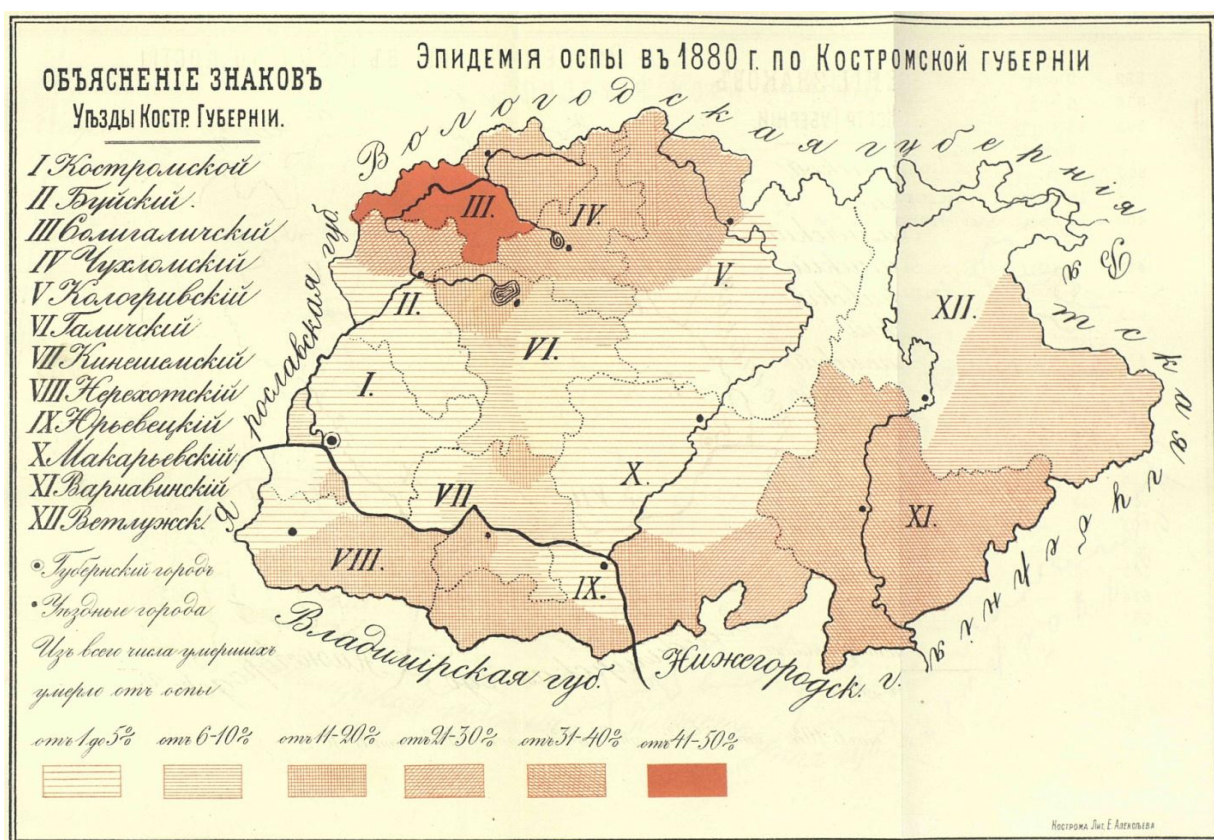 Эпидемія оспы въ 1880 г. по Костромской губерніи
ОБЪЯСНЕНІЕ ЗНАКОВЪ
Уѣзды Костр. Губерніи.
I Костромской
II Буйскій.
III Солигаличскій
IV Чухломскій
V Кологривскій
VI Галичскій
VII Кинешемскій
VIII Нерехотскій
IX Юрьевецкій
X Макарьевскій
XI Варнавинскій
XII Ветлужск.
Губернскій городъ
Уѣздные города
Изъ всего числа умершихъ
умерло отъ оспы
отъ 1 до 5% отъ 6-10% отъ 11-20% отъ 21-30% отъ 31-40% отъ 41-50%
Вологодская губернія
Вятская губернія
Ярославская губ
Владимірская губ.
Нижегородск. г.
III.
IV.
II.
V.
XII.
VI.
I.
X.
VII
XI.
VIII.
IX.
Кострома Лит. Е. Алексѣева